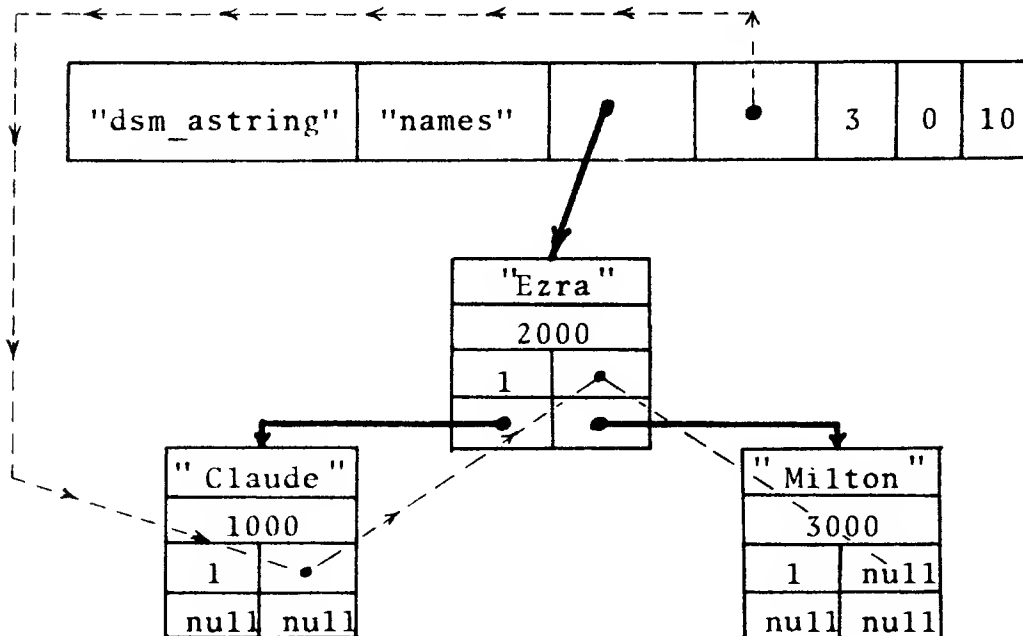 "dsm_astring" "names" 3 0 10
"Ezra"
2000
1
"Claude"
1000
1
null null
"Milton"
3000
1 null
null null